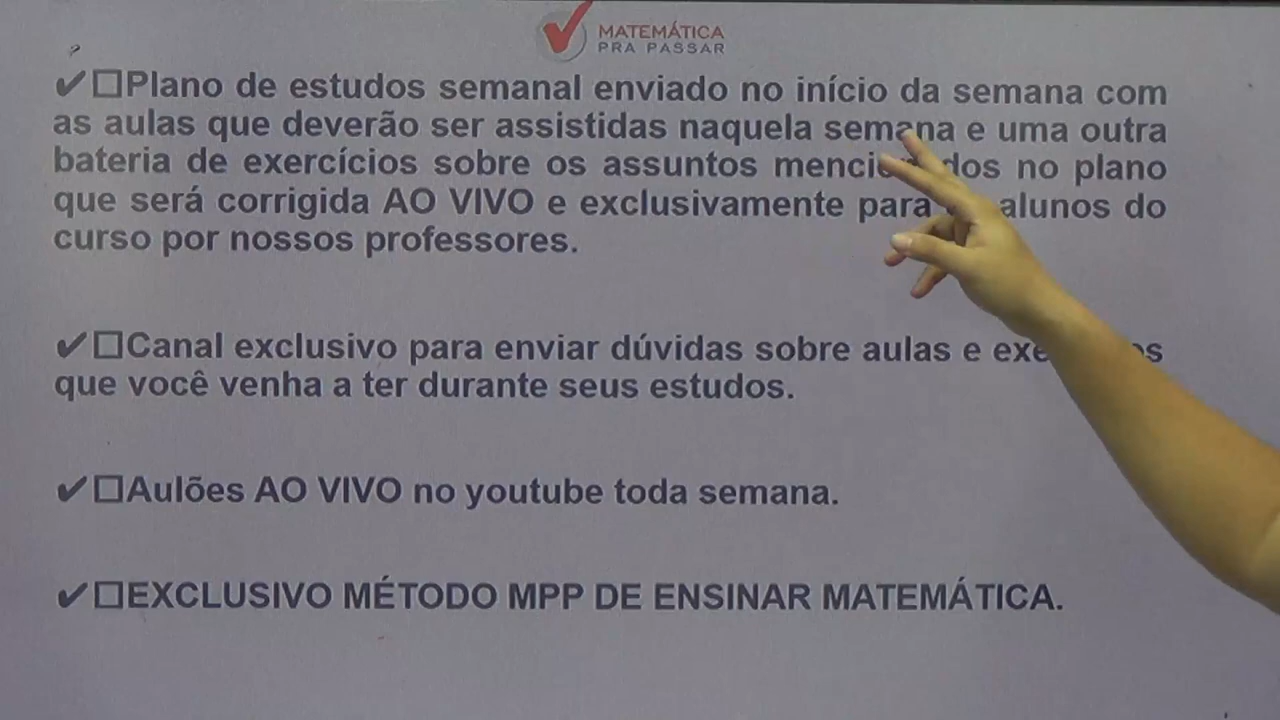 MATEMÁTICA
PRA PASSAR
✔☐Plano de estudos semanal enviado no início da semana com
as aulas que deverão ser assistidas naquela semana e uma outra
bateria de exercícios sobre os assuntos no plano
que será corrigida AO VIVO e exclusivamente para alunos do
curso por nossos professores.
✔☐Canal exclusivo para enviar dúvidas sobre aulas e
que você venha a ter durante seus estudos.
✔☐Aulões AO VIVO no youtube toda semana.
✔☐EXCLUSIVO MÉTODO MPP DE ENSINAR MATEMÁTICA.